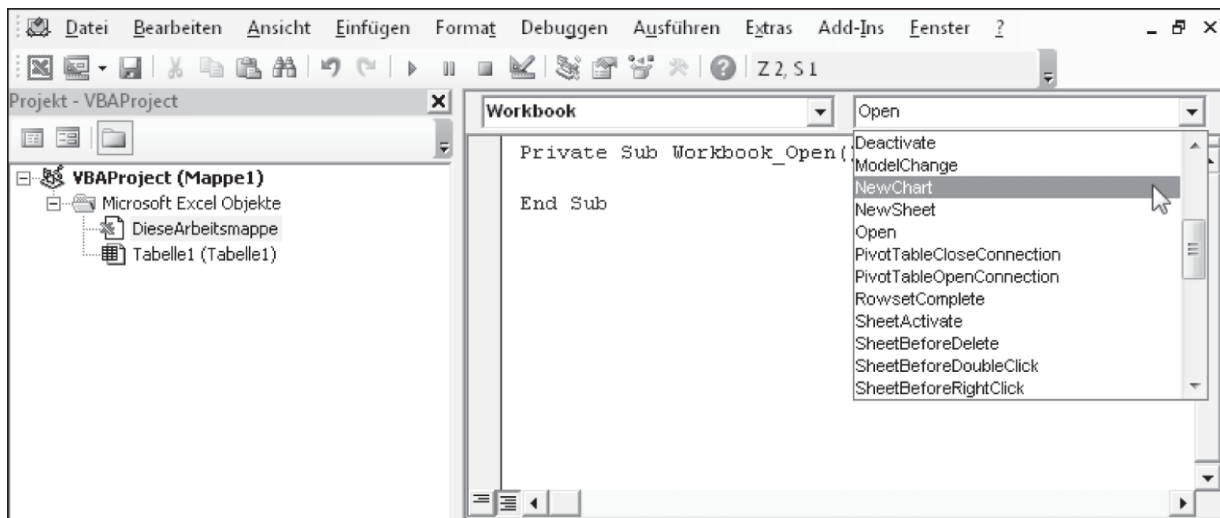 Datei Bearbeiten Ansicht Einfügen Format Debuggen Ausführen Extras Add-Ins Fenster ?
Z 2, S 1
Projekt - VBAProject
Workbook Open
VBAProject (Mappe1)
Microsoft Excel Objekte
DieseArbeitsmappe
Tabelle1 (Tabelle1)
Private Sub Workbook_Open()
End Sub
Deactivate
ModelChange
NewChart
NewSheet
Open
PivotTableCloseConnection
PivotTableOpenConnection
RowsetComplete
SheetActivate
SheetBeforeDelete
SheetBeforeDoubleClick
SheetBeforeRightClick